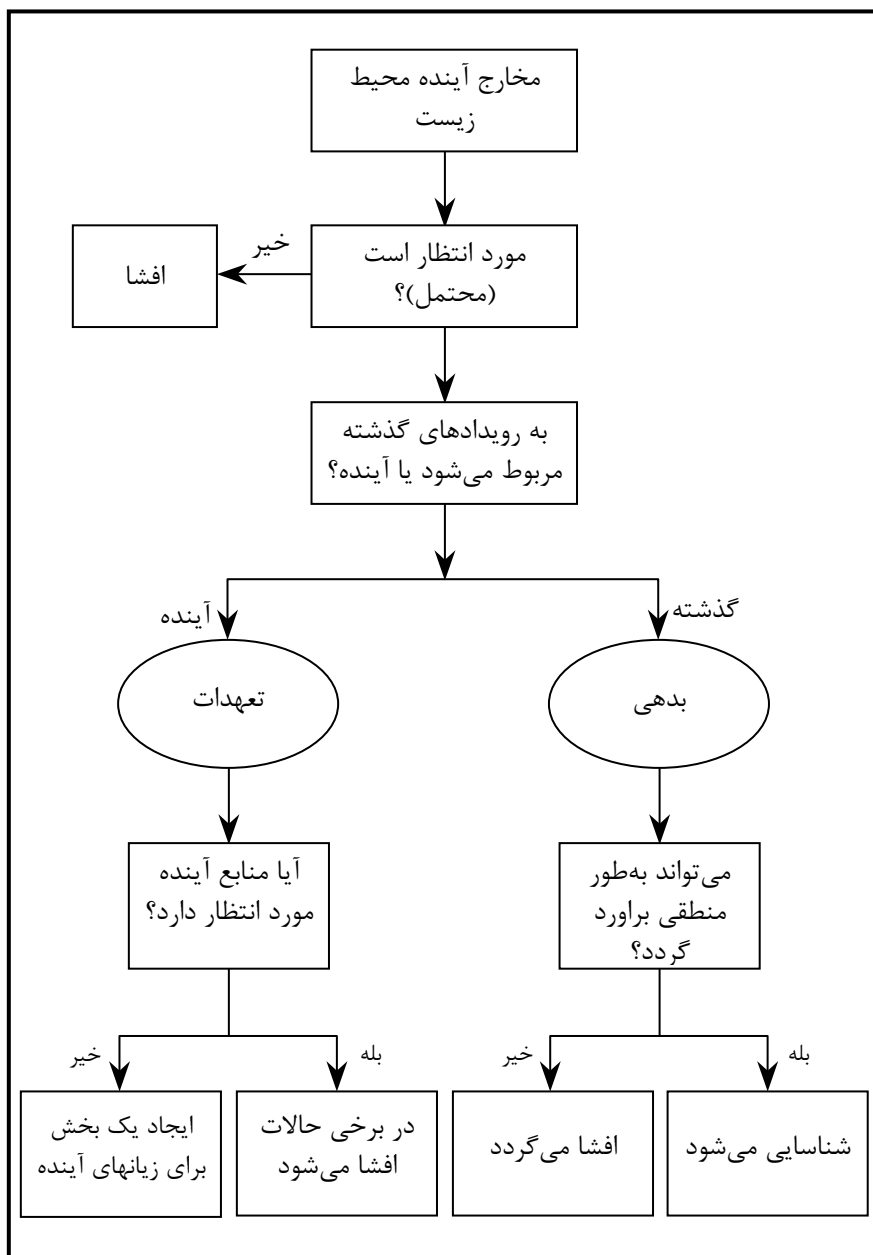 مخارج آینده محیط
زیست
مورد انتظار است
(محتمل)؟
خیر
افشا
به رویدادهای گذشته
مربوط می‌شود یا آینده؟
گذشته
آینده
بدهی
تعهدات
می‌تواند به‌طور
منطقی براورد
گردد؟
آیا منابع آینده
مورد انتظار دارد؟
بله
خیر
بله
خیر
شناسایی می‌شود
افشا می‌گردد
در برخی حالات
افشا می‌شود
ایجاد یک بخش
برای زیانهای آینده